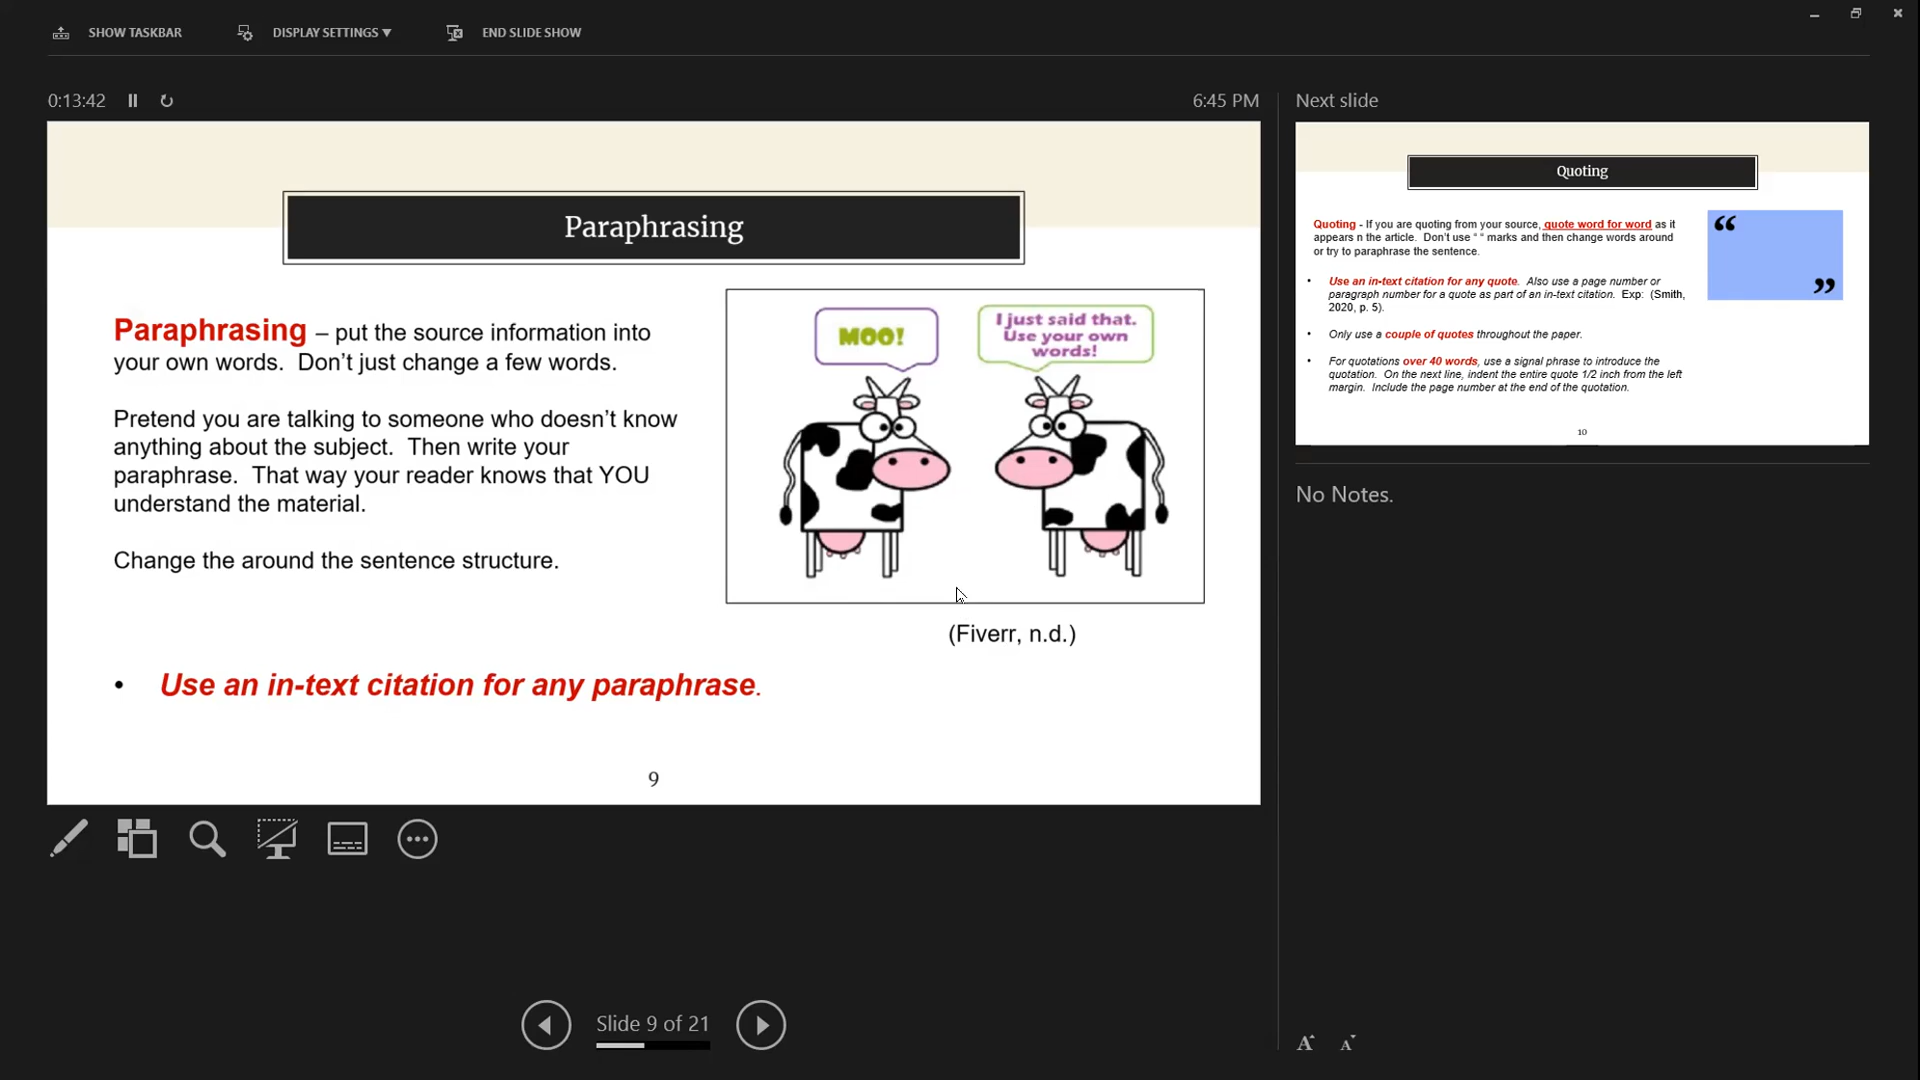 SHOW TASKBAR
DISPLAY SETTINGS ▼
END SLIDE SHOW
0:13:42
6:45 PM
Paraphrasing
Paraphrasing – put the source information into
your own words.  Don’t just change a few words.
Pretend you are talking to someone who doesn’t know
anything about the subject.  Then write your
paraphrase.  That way your reader knows that YOU
understand the material.
Change the around the sentence structure.
MOO!
I just said that.
Use your own
words!
(Fiverr, n.d.)
• Use an in-text citation for any paraphrase.
9
Slide 9 of 21
Next slide
Quoting
Quoting - If you are quoting from your source, quote word for word as it
appears n the article.  Don’t use “ “ marks and then change words around
or try to paraphrase the sentence.
“
”
• Use an in-text citation for any quote.  Also use a page number or
paragraph number for a quote as part of an in-text citation.  Exp:  (Smith,
2020, p. 5).
• Only use a couple of quotes throughout the paper.
• For quotations over 40 words, use a signal phrase to introduce the
quotation.  On the next line, indent the entire quote 1/2 inch from the left
margin.  Include the page number at the end of the quotation.
10
No Notes.
A A